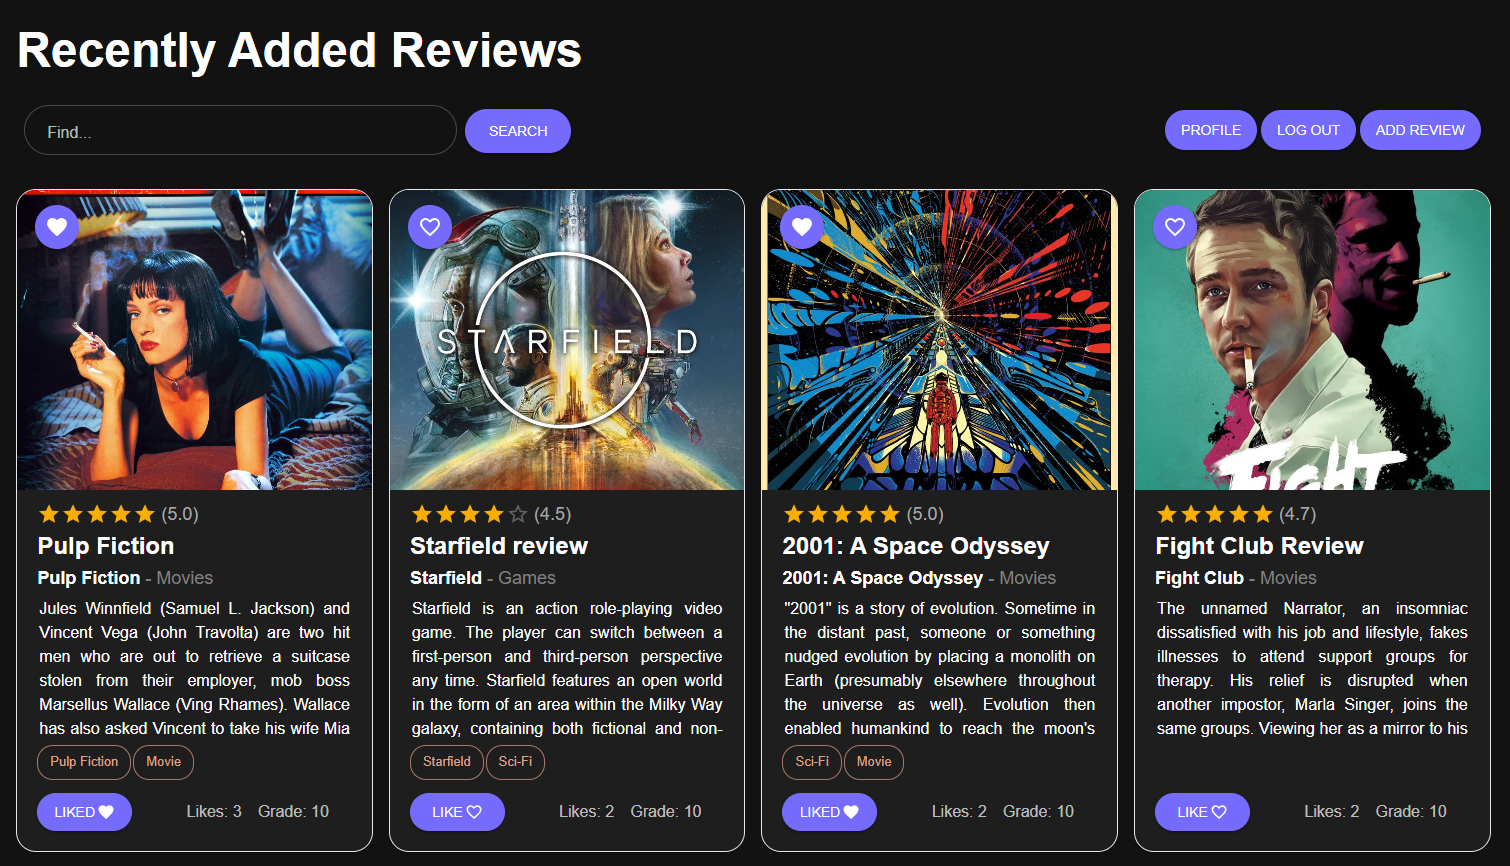 Recently Added Reviews
Find...
SEARCH
PROFILE
LOG OUT
ADD REVIEW
STARFIELD
FIGHT
(5.0)
Pulp Fiction
Pulp Fiction - Movies
Jules Winnfield (Samuel L. Jackson) and
Vincent Vega (John Travolta) are two hit
men who are out to retrieve a suitcase
stolen from their employer, mob boss
Marsellus Wallace (Ving Rhames). Wallace
has also asked Vincent to take his wife Mia
Pulp Fiction
Movie
LIKED
Likes: 3
Grade: 10
(4.5)
Starfield review
Starfield - Games
Starfield is an action role-playing video
game. The player can switch between a
first-person and third-person perspective
any time. Starfield features an open world
in the form of an area within the Milky Way
galaxy, containing both fictional and non-
Starfield
Sci-Fi
LIKE
Likes: 2
Grade: 10
(5.0)
2001: A Space Odyssey
2001: A Space Odyssey - Movies
"2001" is a story of evolution. Sometime in
the distant past, someone or something
nudged evolution by placing a monolith on
Earth (presumably elsewhere throughout
the universe as well). Evolution then
enabled humankind to reach the moon's
Sci-Fi
Movie
LIKED
Likes: 2
Grade: 10
(4.7)
Fight Club Review
Fight Club - Movies
The unnamed Narrator, an insomniac
dissatisfied with his job and lifestyle, fakes
illnesses to attend support groups for
therapy. His relief is disrupted when
another impostor, Marla Singer, joins the
same groups. Viewing her as a mirror to his
LIKE
Likes: 2
Grade: 10